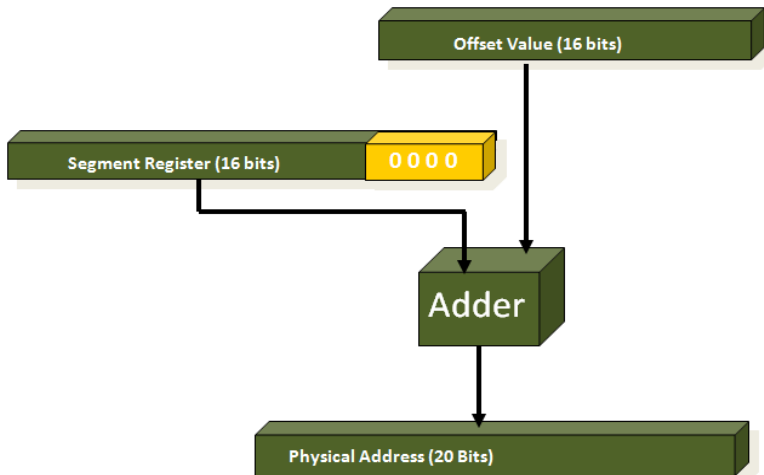 Offset Value (16 bits)
Segment Register (16 bits) 0 0 0 0
Adder
Physical Address (20 Bits)